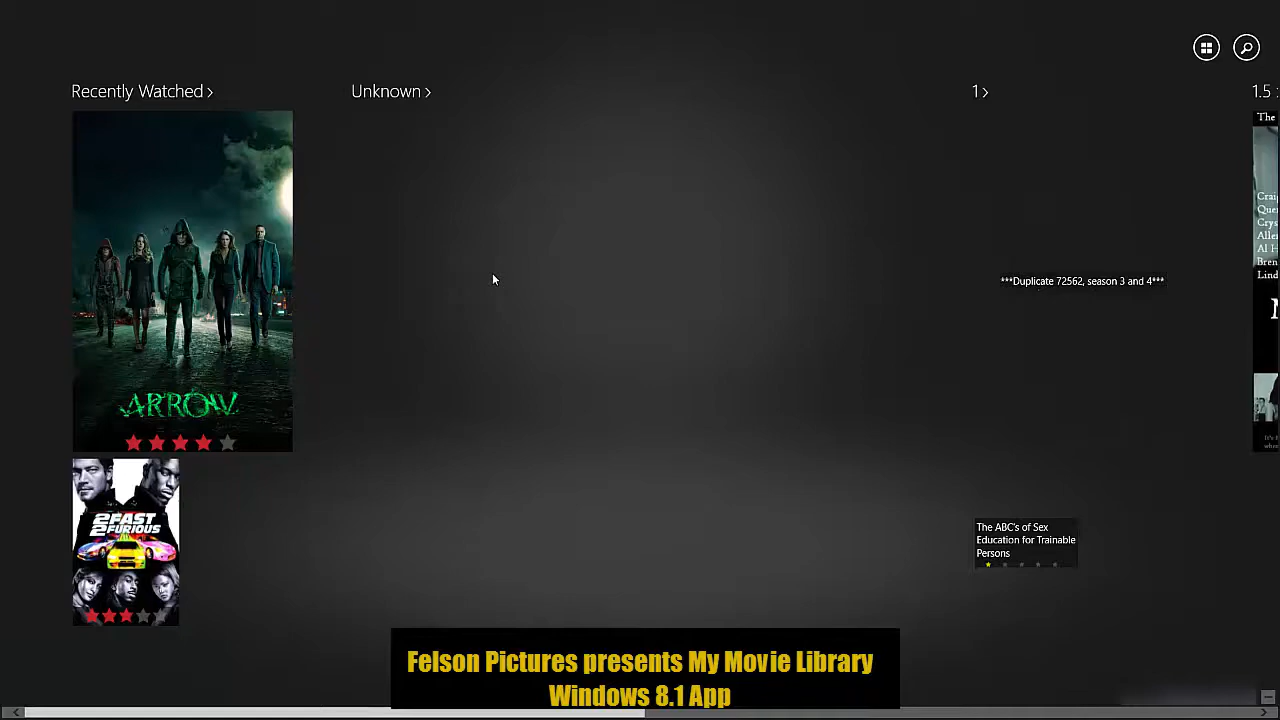 Recently Watched >
Unknown >
1 >
1.5
The
ARROW
***Duplicate 72562, season 3 and 4***
2 FAST
2 FURIOUS
The ABC's of Sex
Education for Trainable
Persons
Felson Pictures presents My Movie Library
Windows 8.1 App